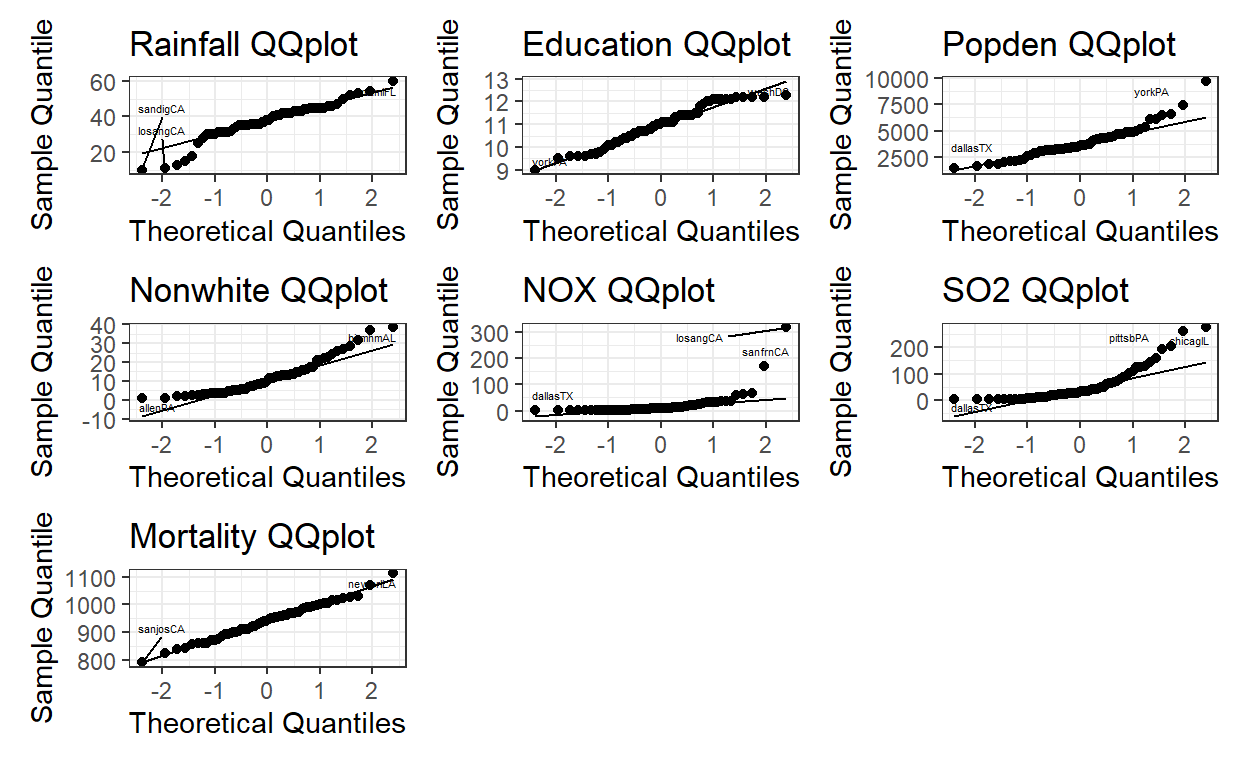 Rainfall QQplot
Sample Quantile
60
40
20
sandigCA
losangCA
-2 -1 0 1 2
Theoretical Quantiles
Education QQplot
Sample Quantile
13
12
11
10
9
-2 -1 0 1 2
Theoretical Quantiles
Popden QQplot
Sample Quantile
10000
7500
5000
2500
yorkPA
dallasTX
-2 -1 0 1 2
Theoretical Quantiles
Nonwhite QQplot
Sample Quantile
40
30
20
10
0
-10
-2 -1 0 1 2
Theoretical Quantiles
NOX QQplot
Sample Quantile
300
200
100
0
losangCA
sanfrnCA
dallasTX
-2 -1 0 1 2
Theoretical Quantiles
SO2 QQplot
Sample Quantile
200
100
0
pittsbPA
chicagIL
dallasTX
-2 -1 0 1 2
Theoretical Quantiles
Mortality QQplot
Sample Quantile
1100
1000
900
800
sanjosCA
-2 -1 0 1 2
Theoretical Quantiles